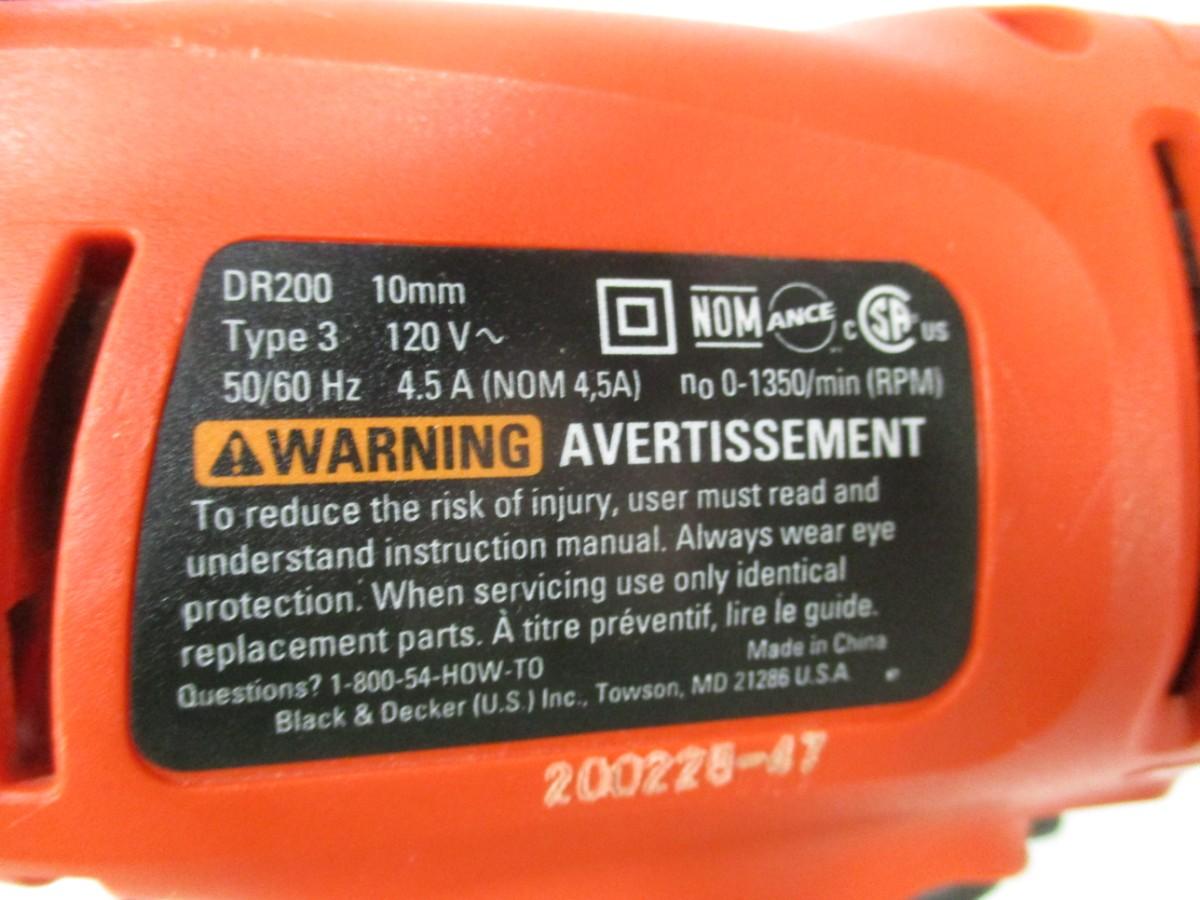 DR200 10mm
Type 3 120 V~ NOM ANCE C SA US
50/60 Hz 4.5 A (NOM 4,5A) no 0-1350/min (RPM)
WARNING AVERTISSEMENT
To reduce the risk of injury, user must read and
understand instruction manual. Always wear eye
protection. When servicing use only identical
replacement parts. À titre préventif, lire le guide.
Questions? 1-800-54-HOW-TO Made in China
Black & Decker (U.S.) Inc., Towson, MD 21286 U.S.A
200228-47